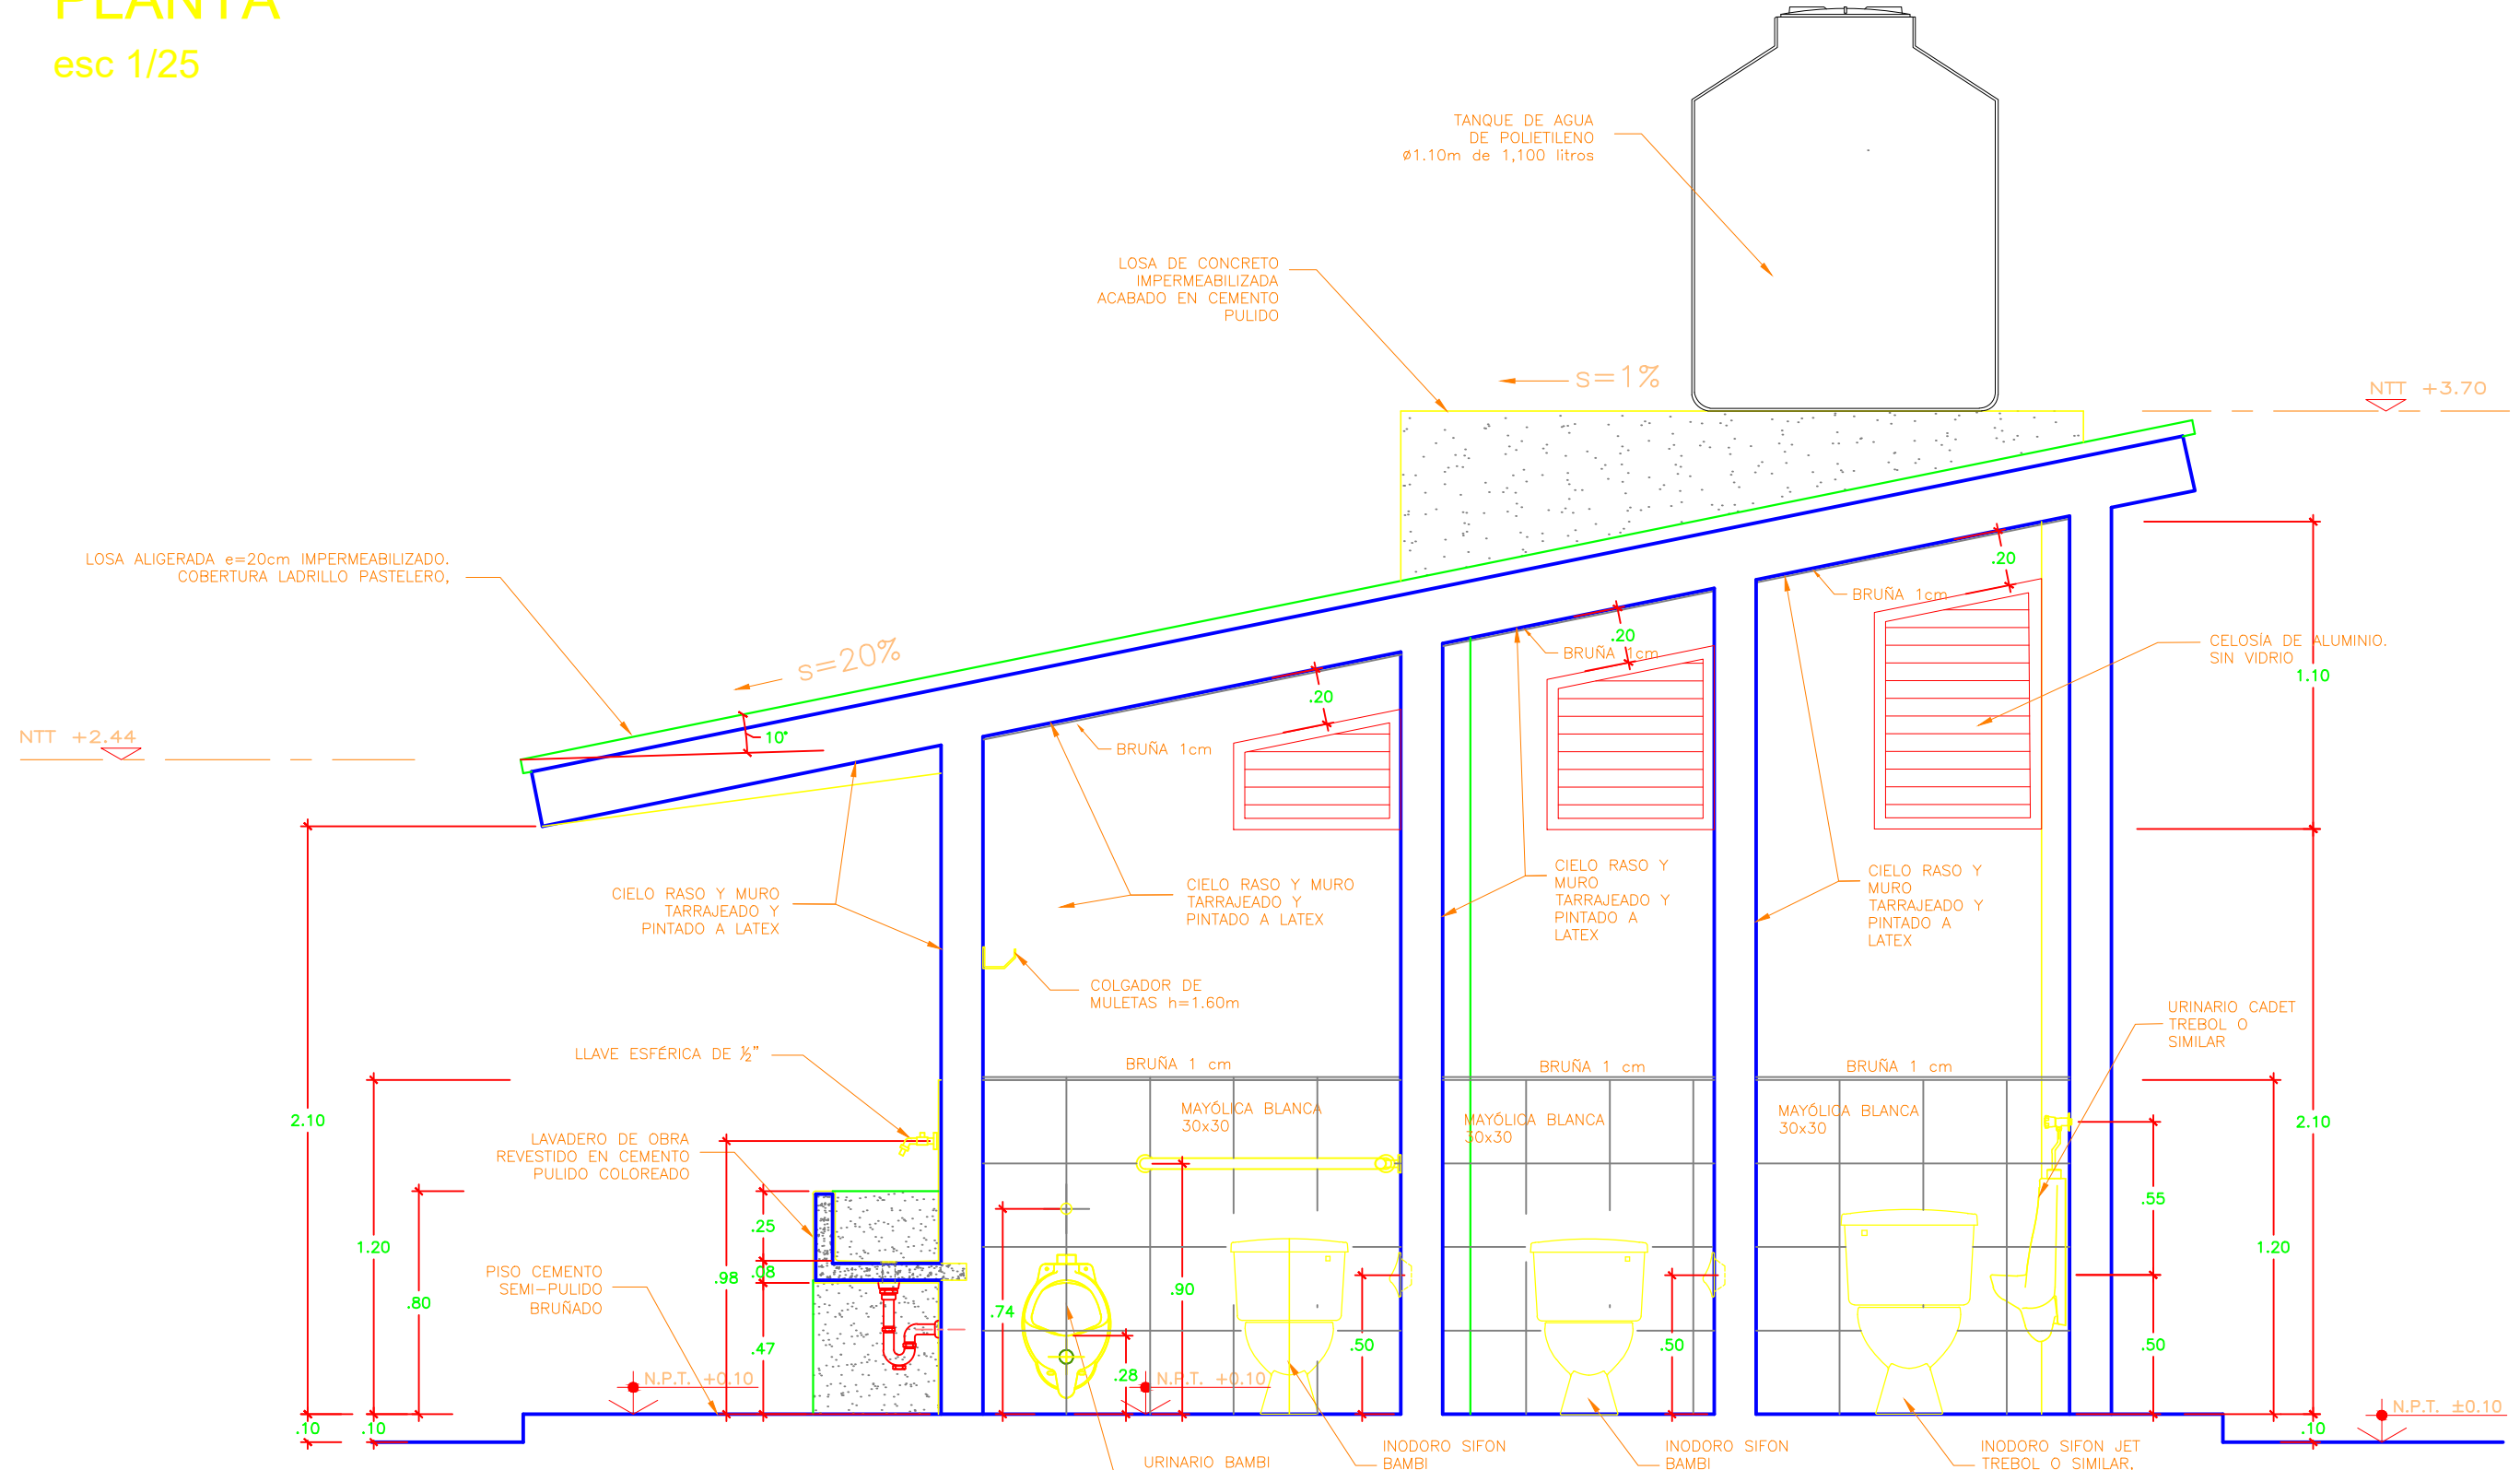 PLANTA
esc 1/25
TANQUE DE AGUA
DE POLIETILENO
ø1.10m de 1,100 litros
LOSA DE CONCRETO
IMPERMEABILIZADA
ACABADO EN CEMENTO
PULIDO
s=1%
NTT +3.70
LOSA ALIGERADA e=20cm IMPERMEABILIZADO.
COBERTURA LADRILLO PASTELERO,
s=20%
10°
NTT +2.44
.20
BRUÑA 1cm
.20
BRUÑA 1cm
.20
BRUÑA 1cm
CELOSÍA DE ALUMINIO.
SIN VIDRIO
1.10
CIELO RASO Y MURO
TARRAJEADO Y
PINTADO A LATEX
CIELO RASO Y MURO
TARRAJEADO Y
PINTADO A LATEX
CIELO RASO Y
MURO
TARRAJEADO Y
PINTADO A
LATEX
CIELO RASO Y
MURO
TARRAJEADO Y
PINTADO A
LATEX
COLGADOR DE
MULETAS h=1.60m
URINARIO CADET
TREBOL O
SIMILAR
LLAVE ESFÉRICA DE ½"
BRUÑA 1 cm
BRUÑA 1 cm
BRUÑA 1 cm
MAYÓLICA BLANCA
30x30
MAYÓLICA BLANCA
30x30
MAYÓLICA BLANCA
30x30
2.10
2.10
LAVADERO DE OBRA
REVESTIDO EN CEMENTO
PULIDO COLOREADO
1.20
.80
.98
.25
.08
.47
PISO CEMENTO
SEMI-PULIDO
BRUÑADO
.74
.28
.90
.50
.50
.55
.50
1.20
N.P.T. +0.10
N.P.T. +0.10
N.P.T. ±0.10
.10
.10
.10
URINARIO BAMBI
INODORO SIFON
BAMBI
INODORO SIFON
BAMBI
INODORO SIFON JET
TREBOL O SIMILAR,